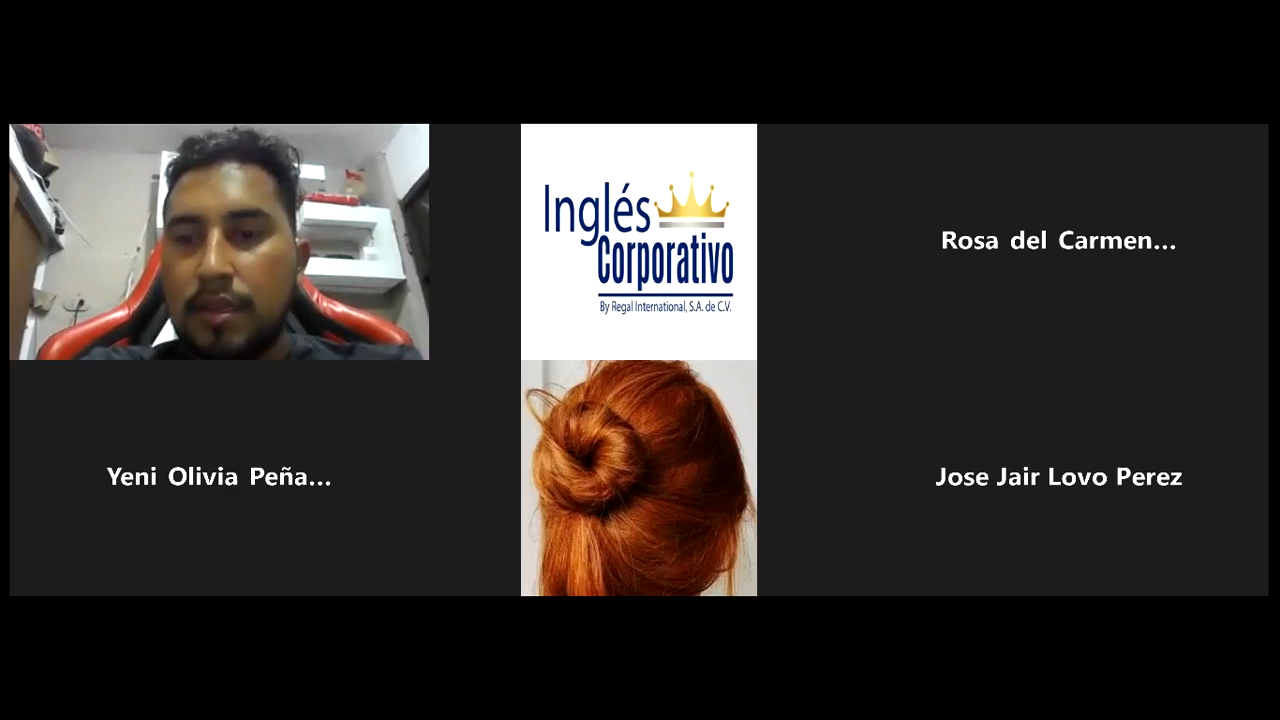 Inglés
Corporativo
By Regal International, S.A. de C.V.
Rosa del Carmen...
Yeni Olivia Peña...
Jose Jair Lovo Perez